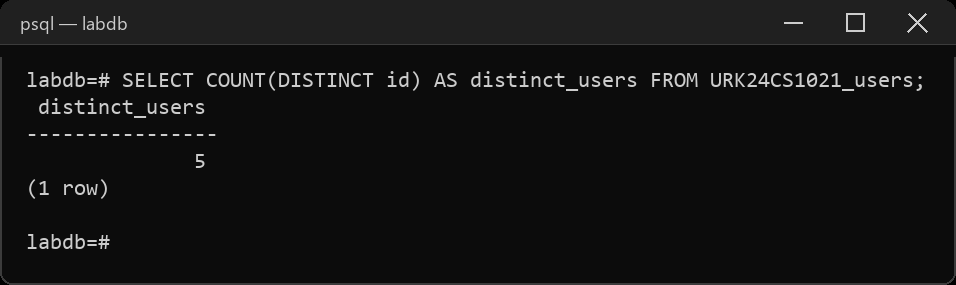 psql — labdb
labdb=# SELECT COUNT(DISTINCT id) AS distinct_users FROM URK24CS1021_users;
 distinct_users
----------------
              5
(1 row)

labdb=#